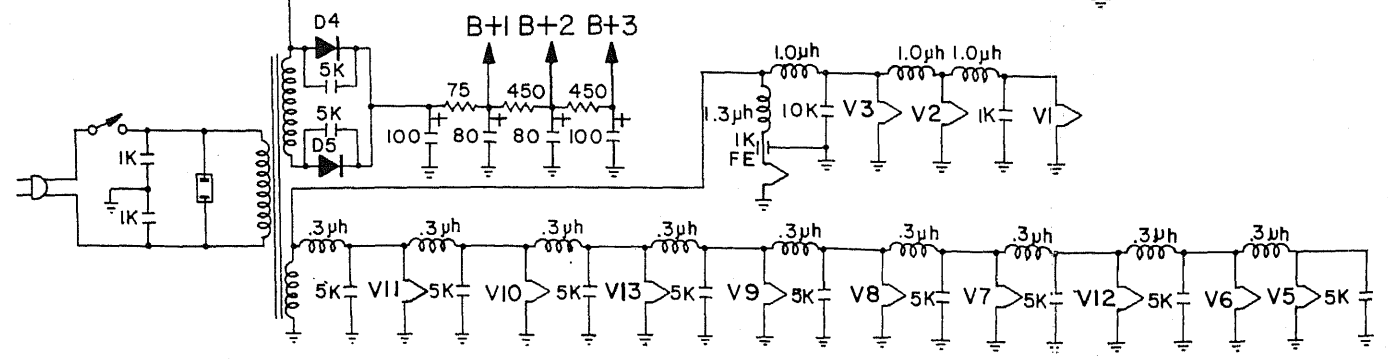 D4
B+1 B+2 B+3
5K
75 450 450
5K
+ + + +
100 80 80 100
D5
1K
1K
1.0µh 1.0µh 1.0µh
1.3µh 10K V3 V2 1K V1
1K
FE
.3µh .3µh .3µh .3µh .3µh .3µh .3µh .3µh .3µh
5K V11 5K V10 5K V13 5K V9 5K V8 5K V7 5K V12 5K V6 V5 5K